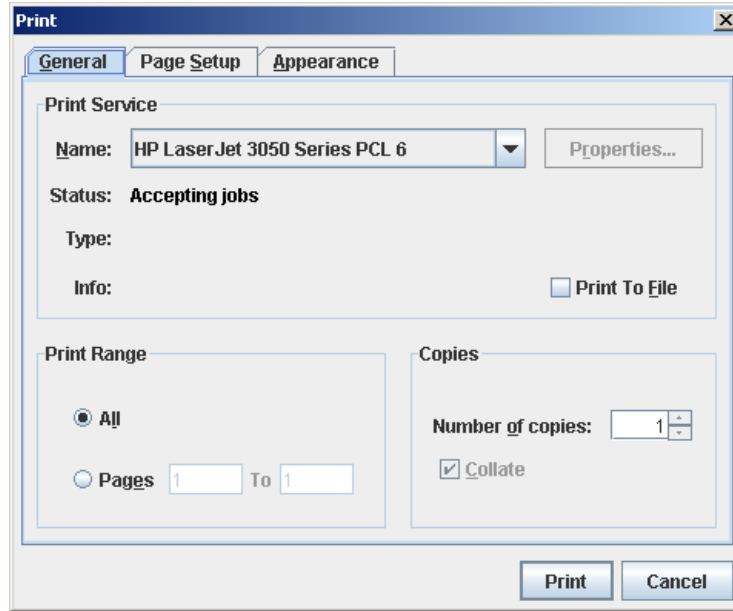 Print
General Page Setup Appearance
Print Service
Name: HP LaserJet 3050 Series PCL 6 Properties...
Status: Accepting jobs
Type:
Info: Print To File
Print Range
All
Pages 1 To 1
Copies
Number of copies: 1
Collate
Print Cancel